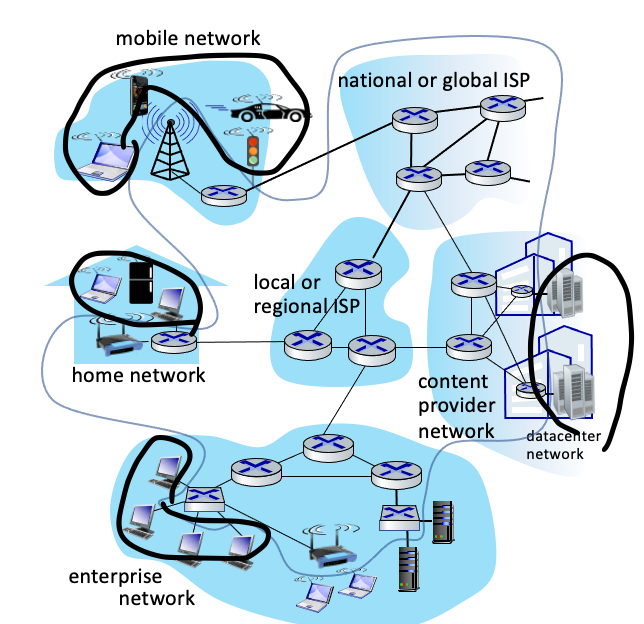 mobile network
national or global ISP
local or
regional ISP
home network
content
provider
network
datacenter
network
enterprise
network